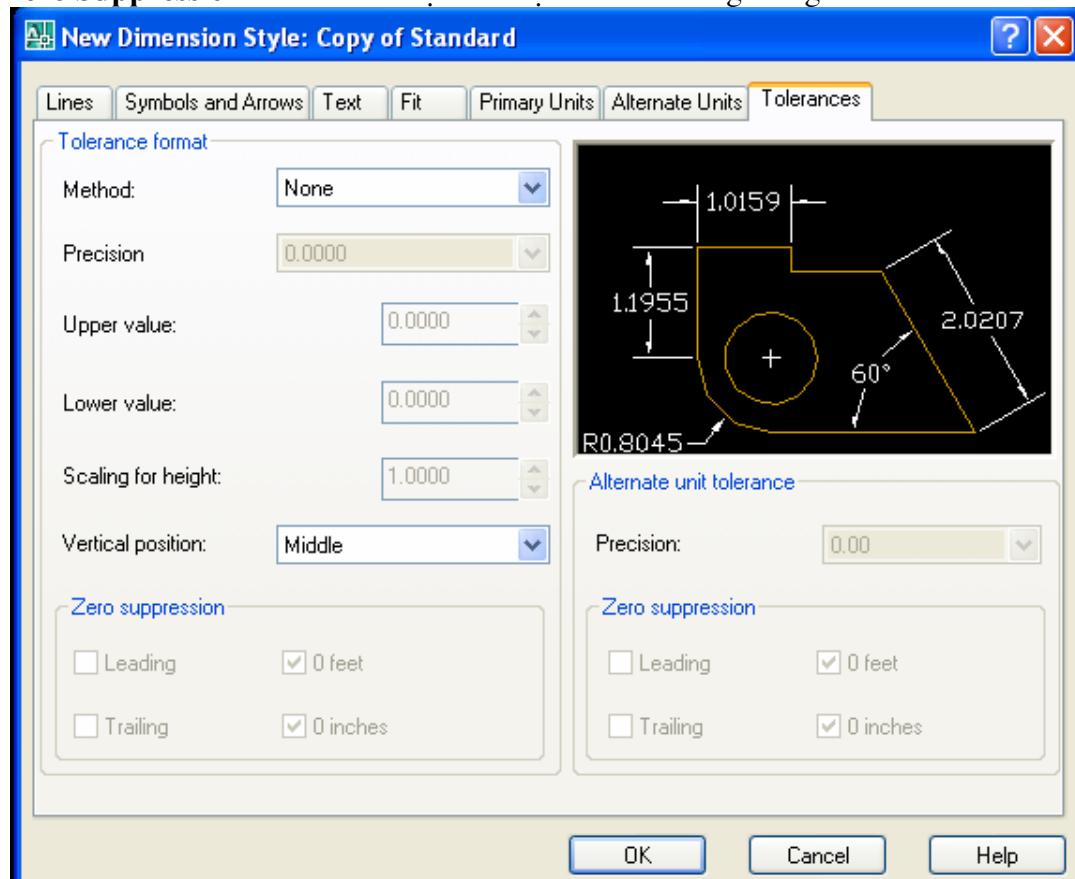 Zero Suppression
New Dimension Style: Copy of Standard
Lines Symbols and Arrows Text Fit Primary Units Alternate Units Tolerances
Tolerance format
Method: None
Precision 0.0000
Upper value: 0.0000
Lower value: 0.0000
Scaling for height: 1.0000
Vertical position: Middle
Zero suppression
Leading 0 feet
Trailing 0 inches
1.0159
1.1955
2.0207
60°
R0.8045
Alternate unit tolerance
Precision: 0.00
Zero suppression
Leading 0 feet
Trailing 0 inches
OK Cancel Help